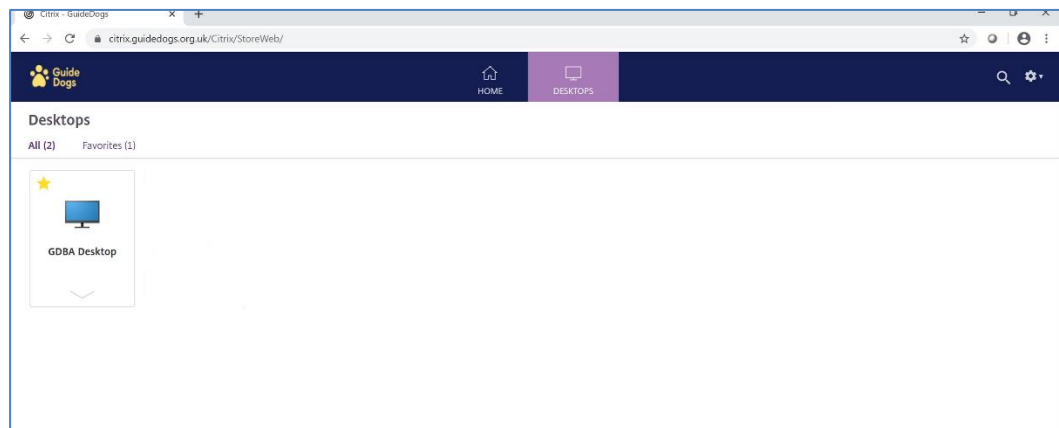 Citrix - GuideDogs
citrix.guidedogs.org.uk/Citrix/StoreWeb/
Guide
Dogs
HOME
DESKTOPS
Desktops
All (2) Favorites (1)
GDBA Desktop